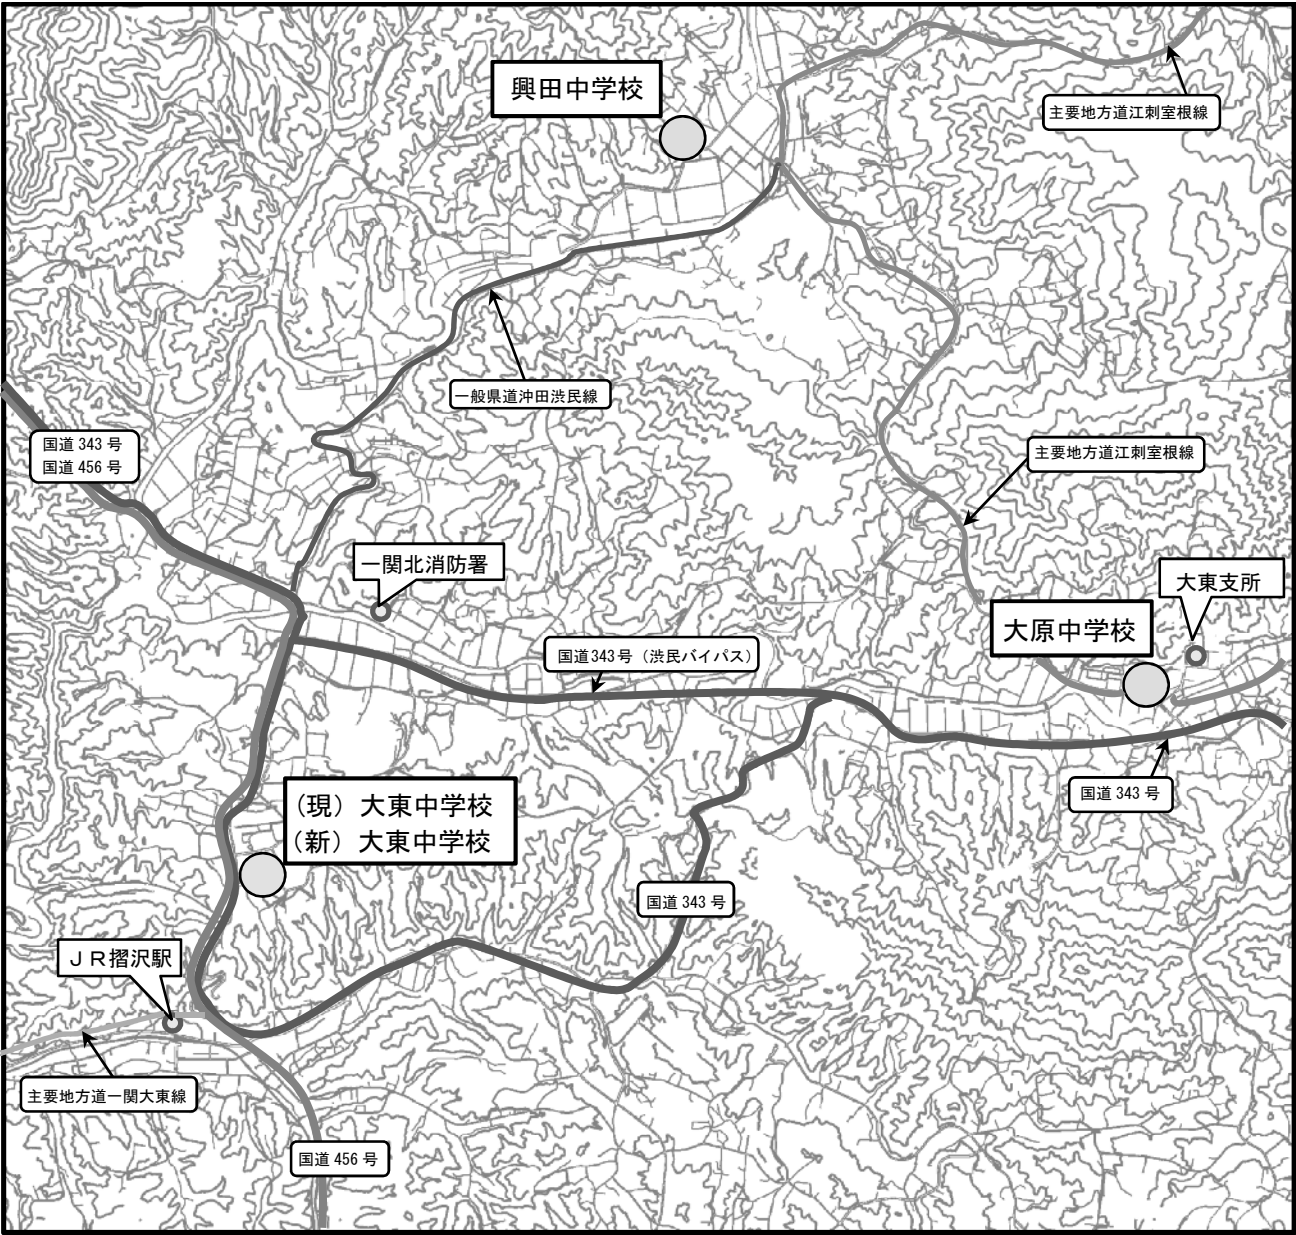 興田中学校
主要地方道江刺室根線
一般県道沖田渋民線
国道 343 号
国道 456 号
主要地方道江刺室根線
一関北消防署
大東支所
大原中学校
国道343号（渋民バイパス）
国道 343 号
（現）大東中学校
（新）大東中学校
国道 343 号
ＪＲ摺沢駅
主要地方道一関大東線
国道 456 号